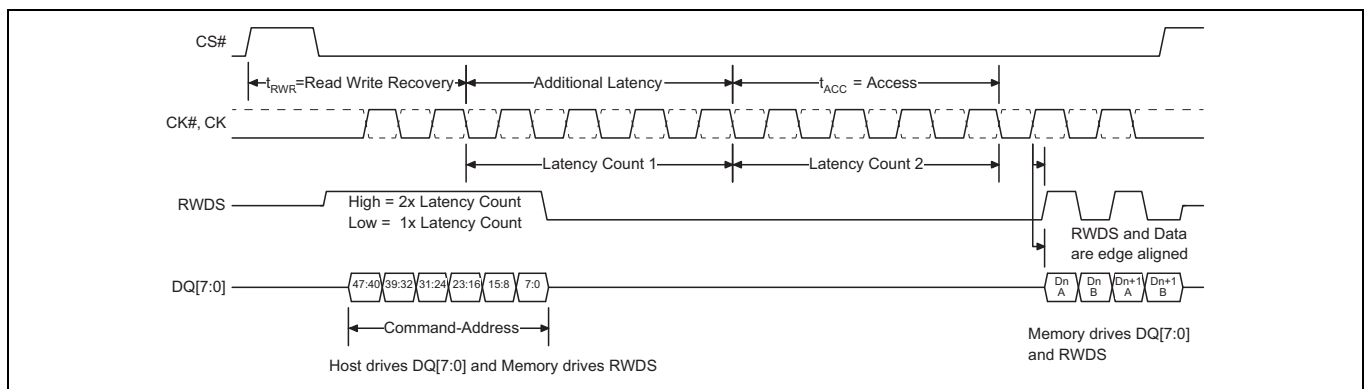 CS#
tRWR=Read Write Recovery
Additional Latency
tACC = Access
CK#, CK
Latency Count 1
Latency Count 2
RWDS
High = 2x Latency Count
Low = 1x Latency Count
RWDS and Data
are edge aligned
DQ[7:0]
47:40 39:32 31:24 23:16 15:8 7:0
Dn A
Dn B
Dn+1 A
Dn+1 B
Command-Address
Host drives DQ[7:0] and Memory drives RWDS
Memory drives DQ[7:0]
and RWDS